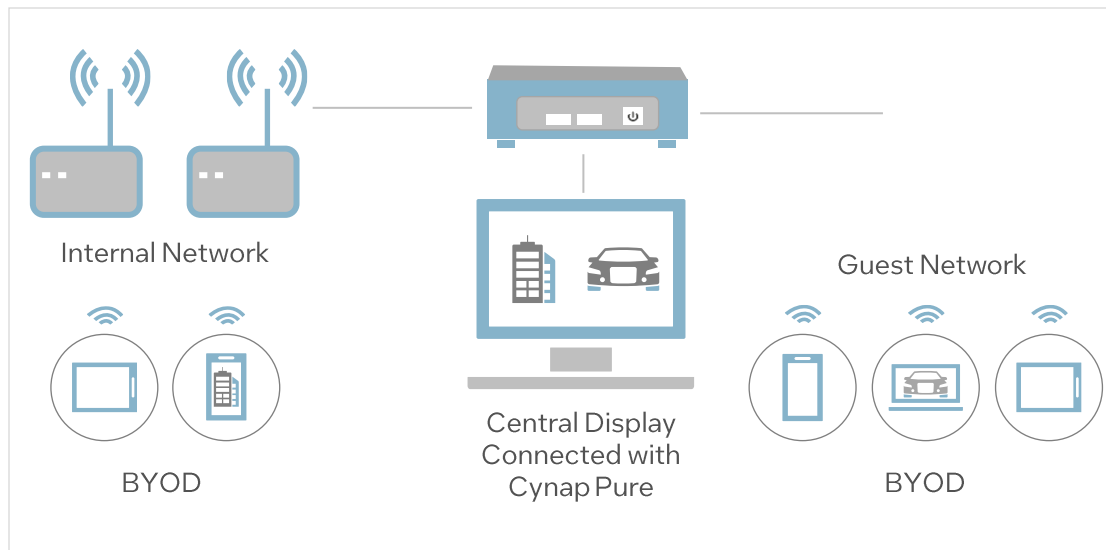 Internal Network
BYOD
Central Display
Connected with
Cynap Pure
Guest Network
BYOD